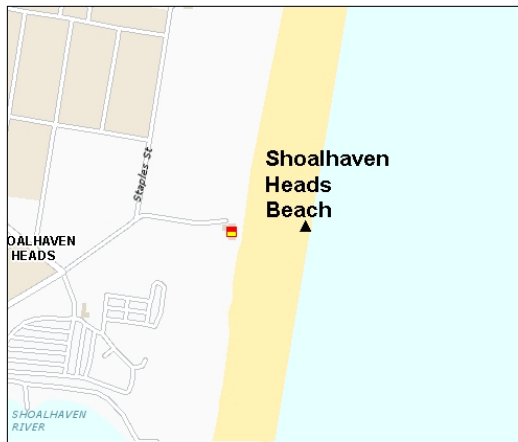 Staples St
Shoalhaven
Heads
Beach
OALHAVEN
HEADS
SHOALHAVEN
RIVER